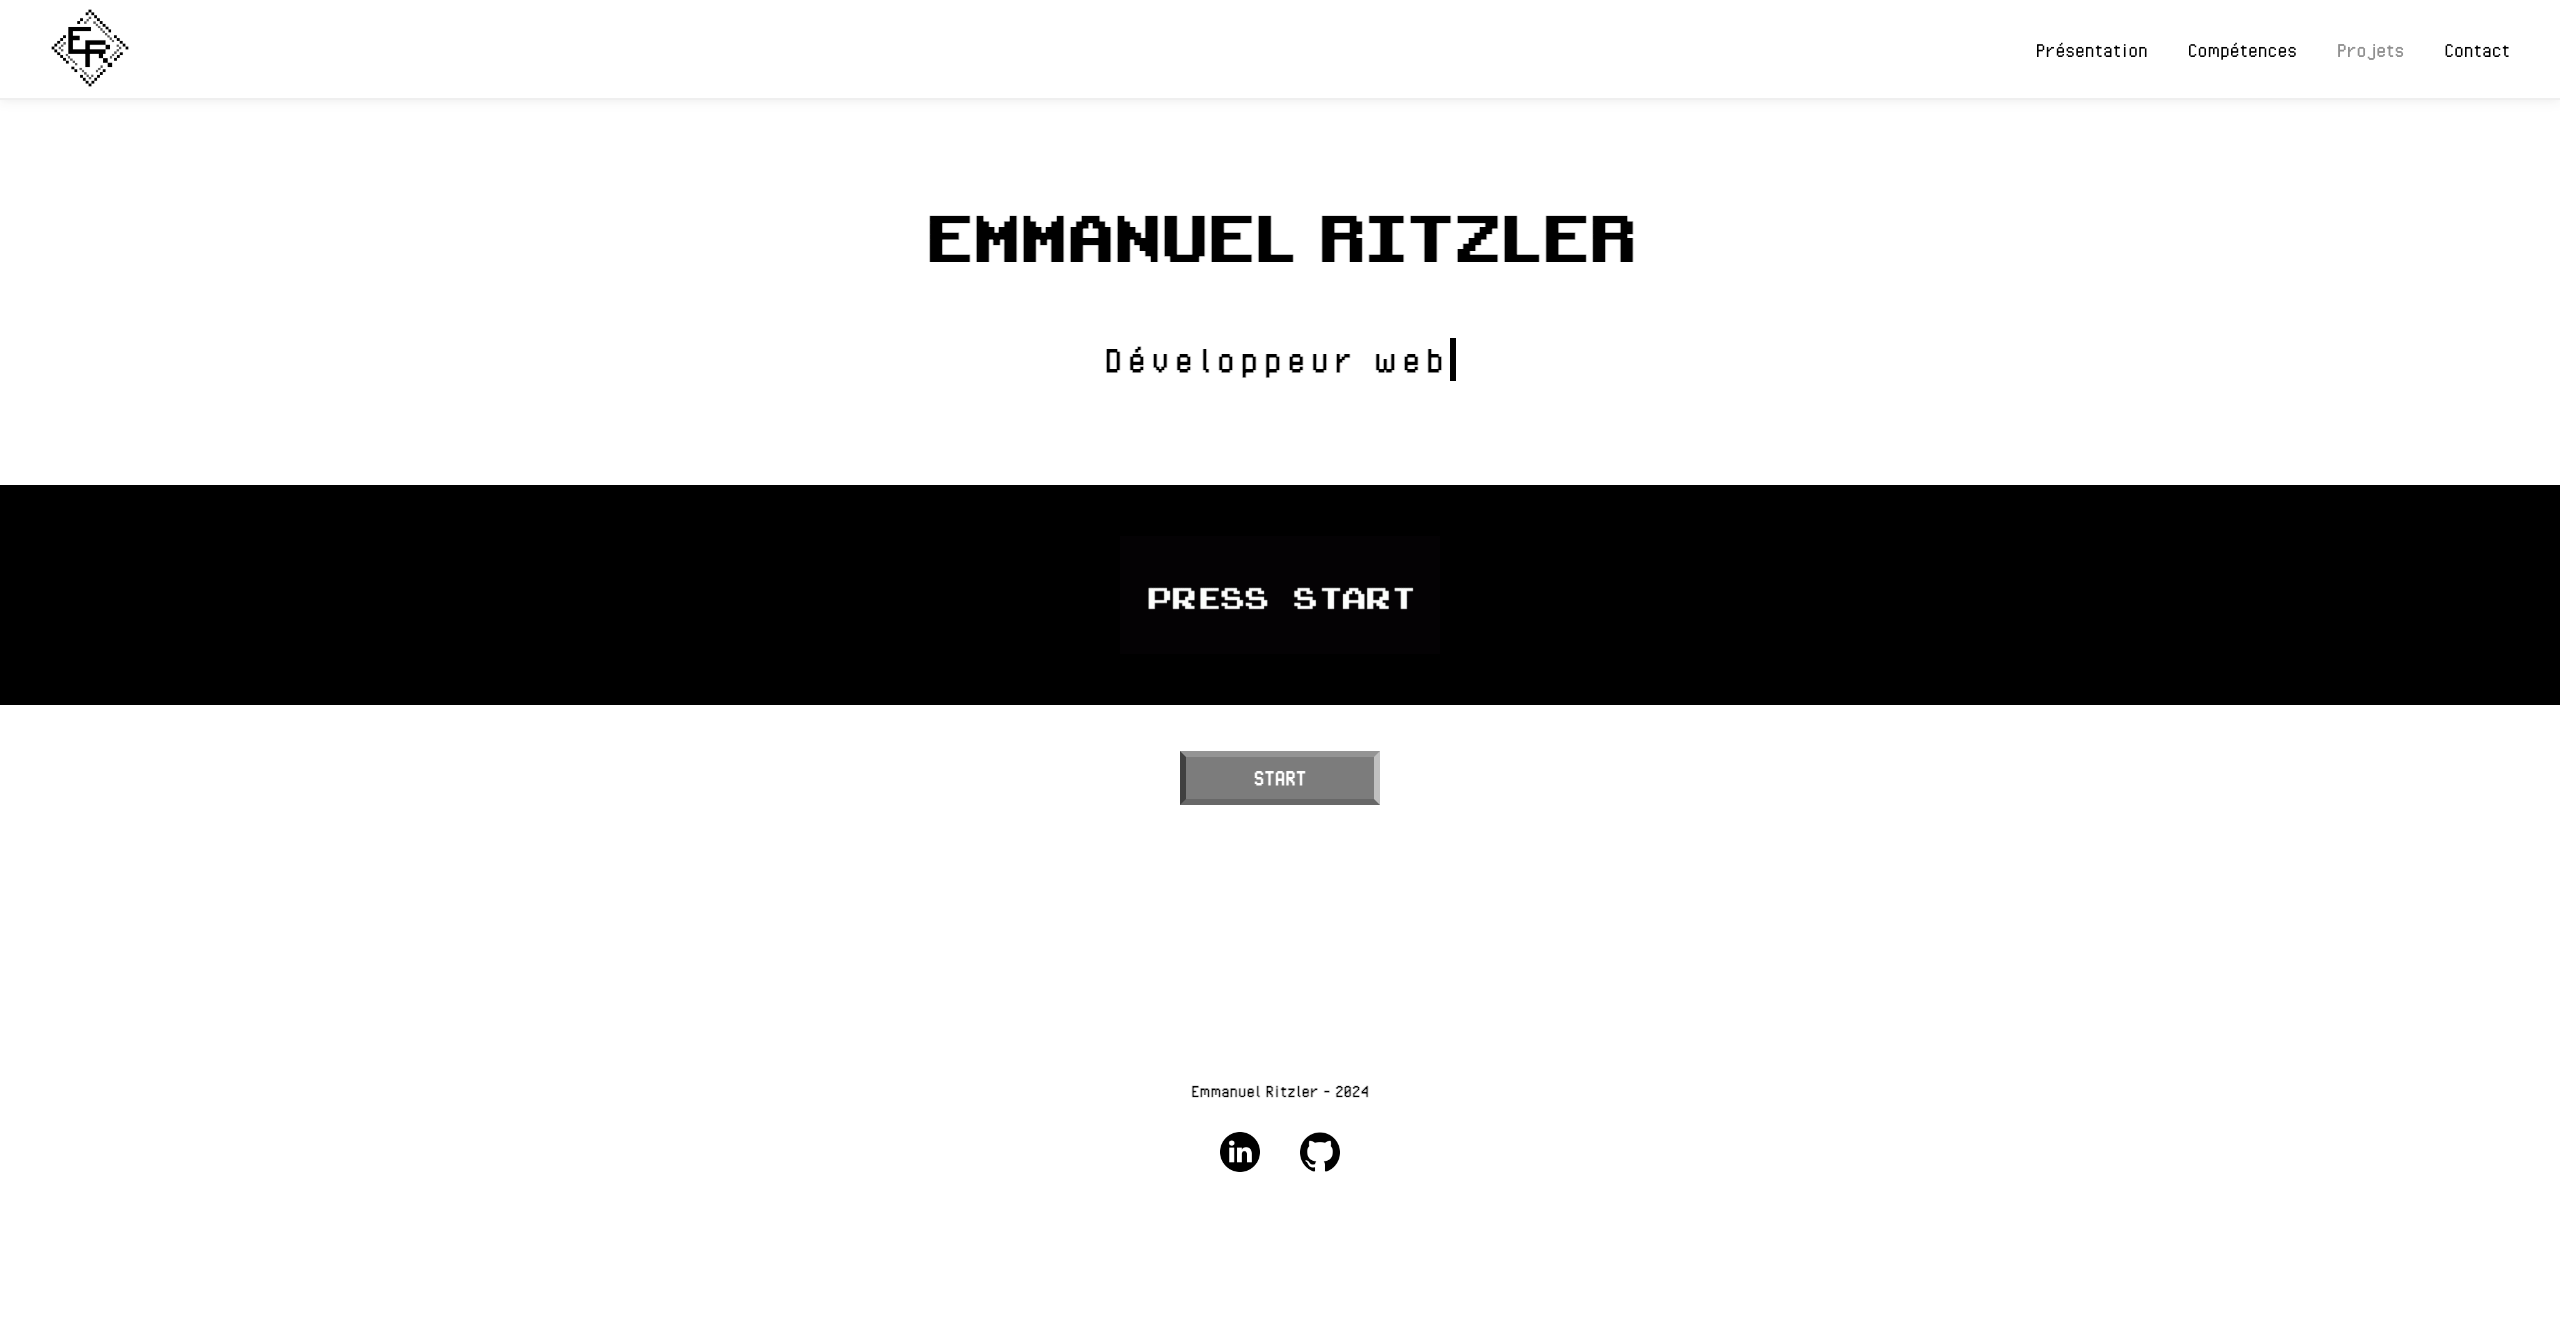 ER
Présentation Compétences Projets Contact
EMMANUEL RITZLER
Développeur web
PRESS START
START
Emmanuel Ritzler - 2024
in